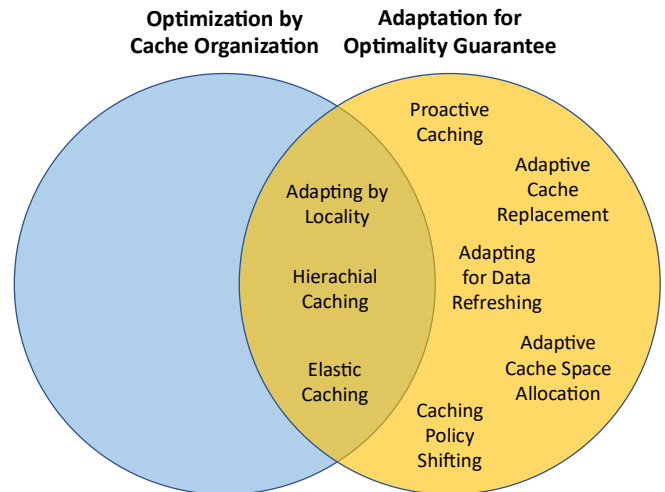 Optimization by
Cache Organization
Adaptation for
Optimality Guarantee
Proactive
Caching
Adaptive
Cache
Replacement
Adapting by
Locality
Adapting
for Data
Refreshing
Hierachial
Caching
Adaptive
Cache Space
Allocation
Elastic
Caching
Caching
Policy
Shifting